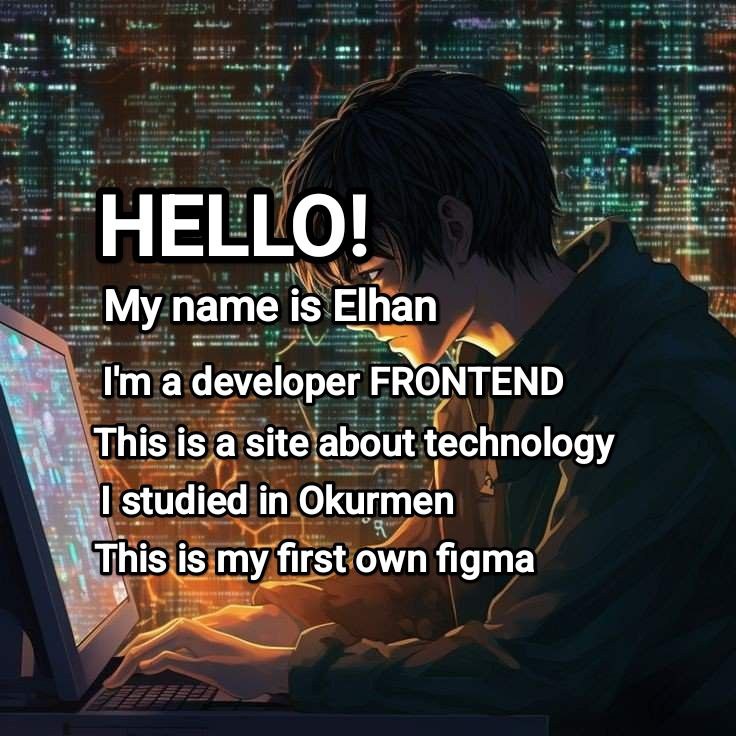 HELLO!
My name is Elhan
I'm a developer FRONTEND
This is a site about technology
I studied in Okurmen
This is my first own figma